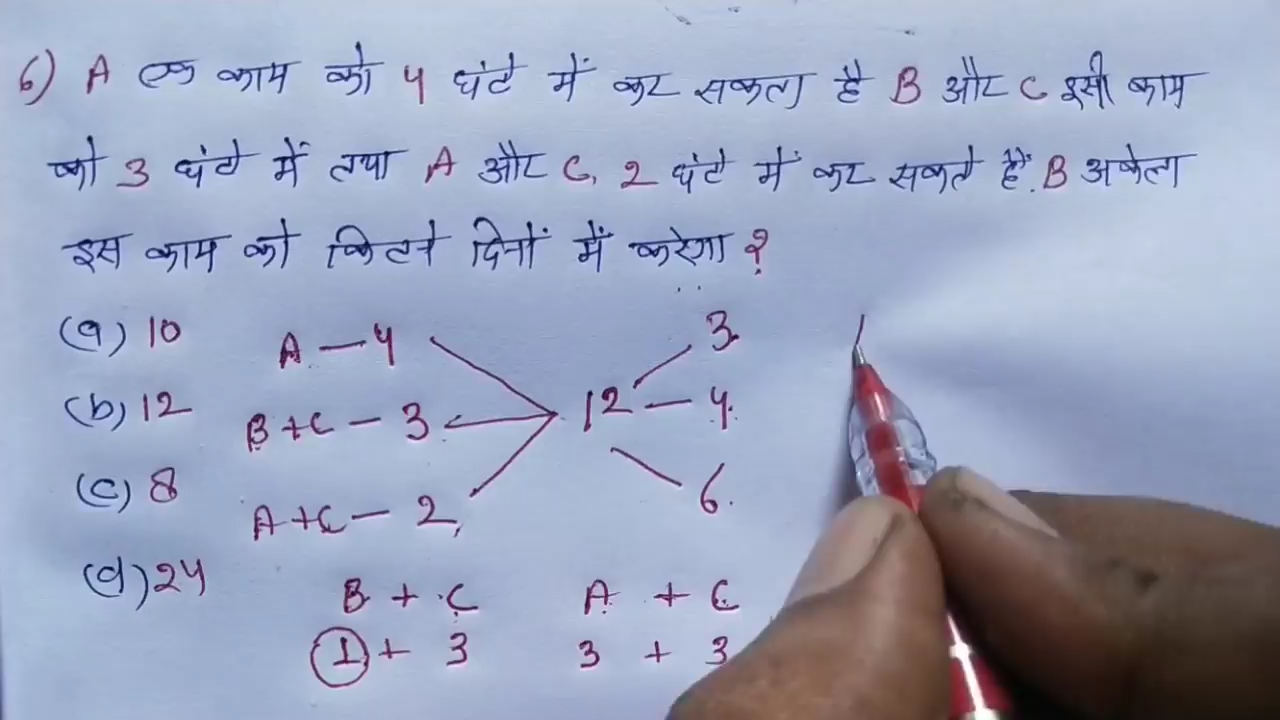 6) A एक काम को 4 घंटे में कर सकता है B और C इसी काम
को 3 घंटे में तथा A और C, 2 घंटे में कर सकते हैं. B अकेला
इस काम को कितने दिनों में करेगा ?
(a) 10
(b) 12
(c) 8
(d) 24
A — 4
B + C — 3
A + C — 2,
12
3
4
6
B + C
1 + 3
A + C
3 + 3